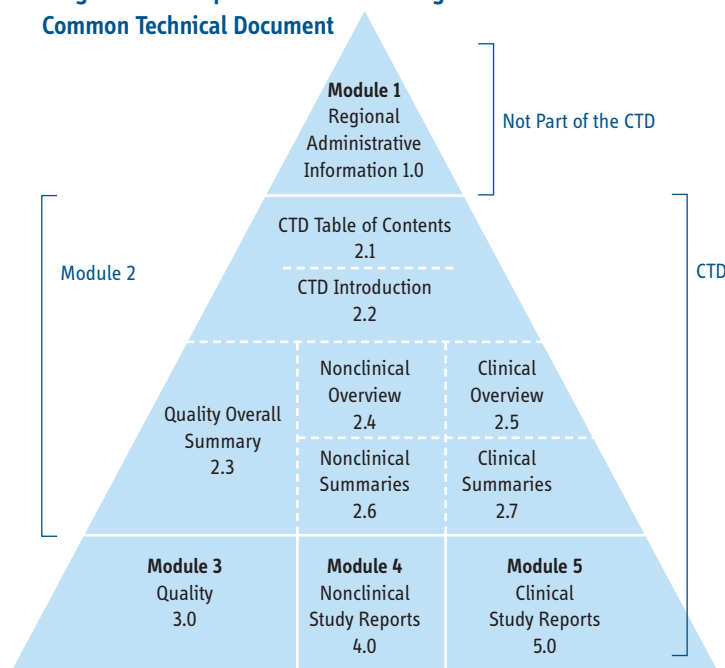 Common Technical Document
Module 1
Regional
Administrative
Information 1.0
Not Part of the CTD
CTD Table of Contents
2.1
Module 2
CTD
CTD Introduction
2.2
Quality Overall
Summary
2.3
Nonclinical
Overview
2.4
Clinical
Overview
2.5
Nonclinical
Summaries
2.6
Clinical
Summaries
2.7
Module 3
Quality
3.0
Module 4
Nonclinical
Study Reports
4.0
Module 5
Clinical
Study Reports
5.0